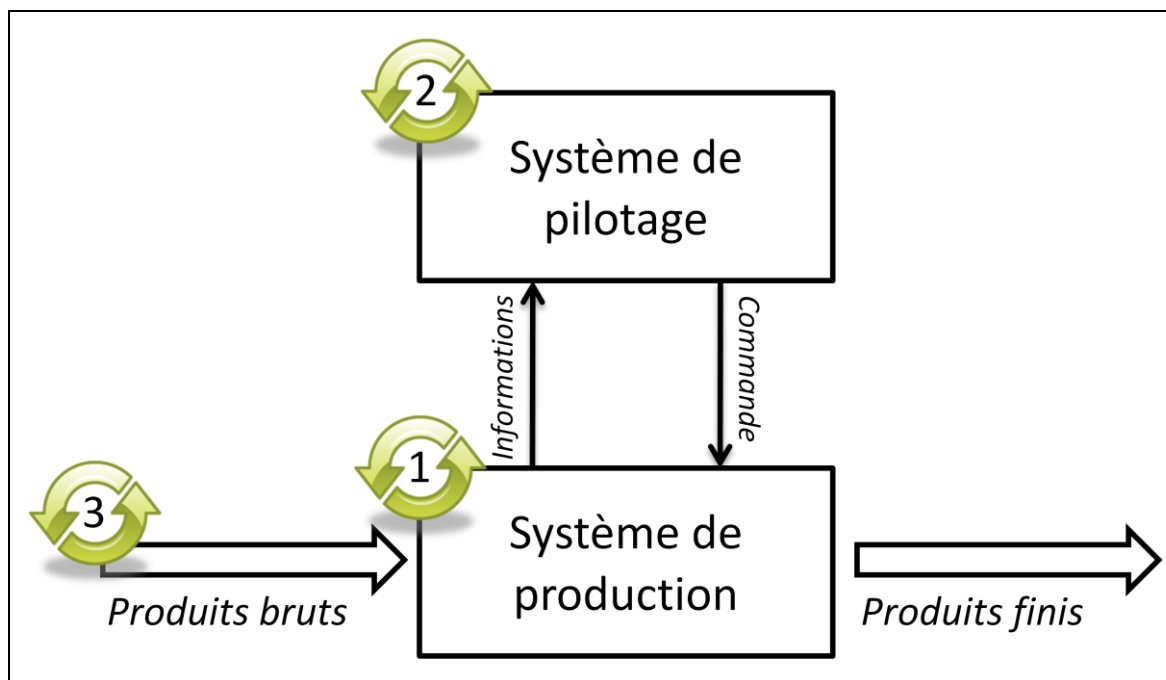 2
Système de
pilotage
Informations
Commande
1
Système de
production
3
Produits bruts
Produits finis